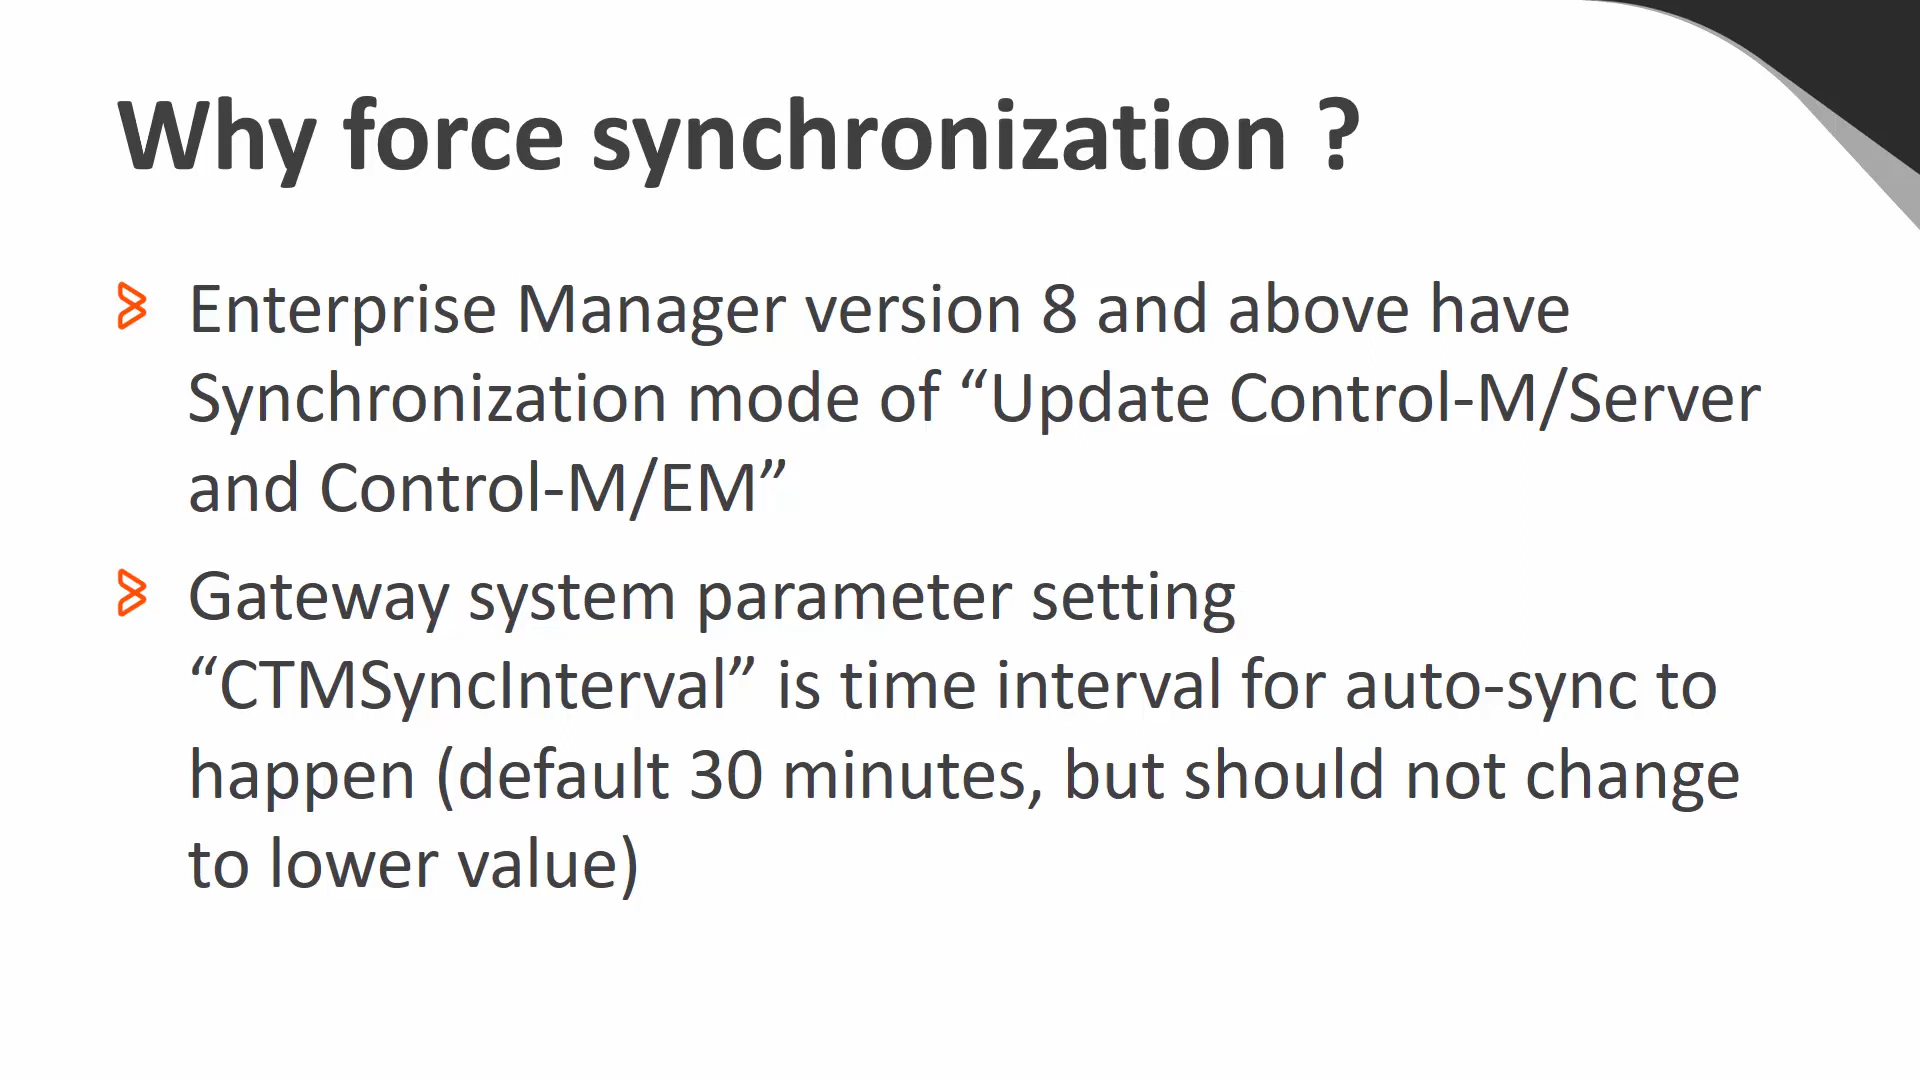 Why force synchronization ?
Enterprise Manager version 8 and above have
Synchronization mode of “Update Control-M/Server
and Control-M/EM”
Gateway system parameter setting
“CTMSyncInterval” is time interval for auto-sync to
happen (default 30 minutes, but should not change
to lower value)